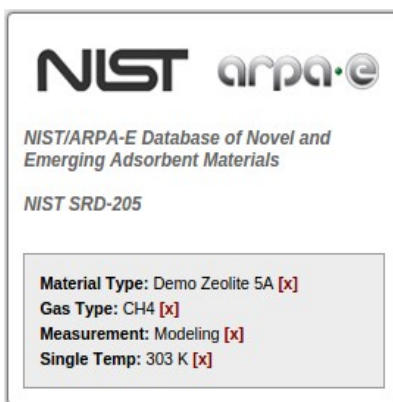 NIST arpa·e
NIST/ARPA-E Database of Novel and
Emerging Adsorbent Materials
NIST SRD-205
Material Type: Demo Zeolite 5A [x]
Gas Type: CH4 [x]
Measurement: Modeling [x]
Single Temp: 303 K [x]